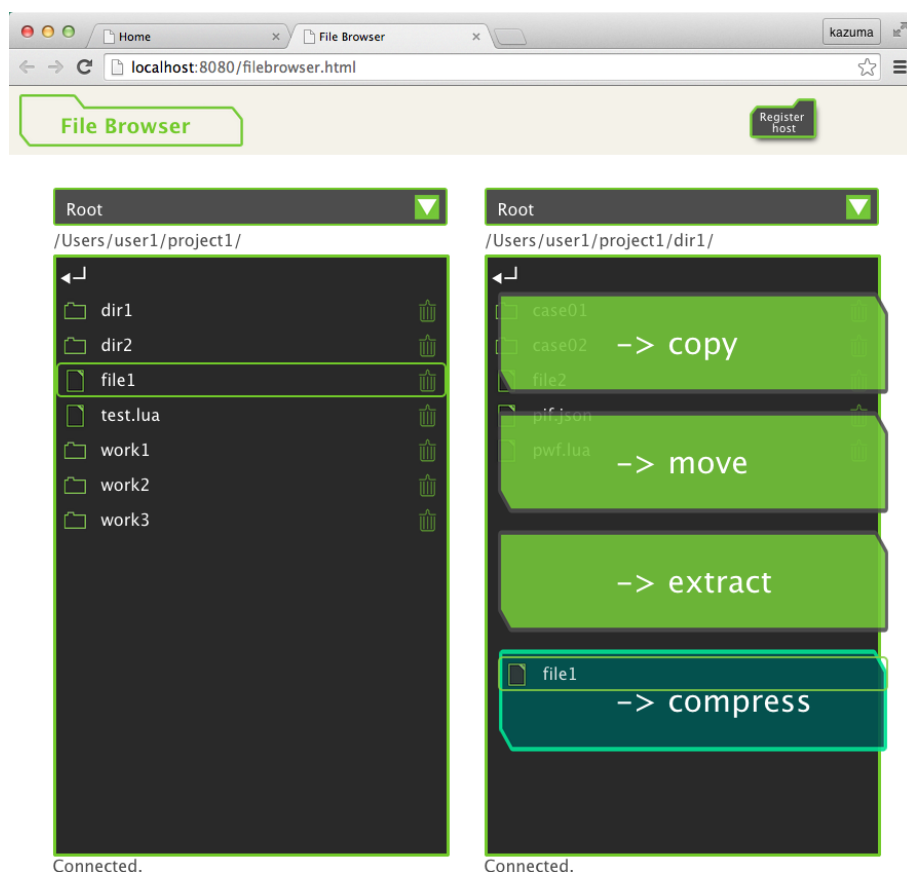 Home
File Browser
kazuma
localhost:8080/filebrowser.html
File Browser
Register
host
Root
/Users/user1/project1/
dir1
dir2
file1
test.lua
work1
work2
work3
Connected.
Root
/Users/user1/project1/dir1/
case01
-> copy
case02
file2
pif.json
-> move
pwf.lua
-> extract
file1
-> compress
Connected.